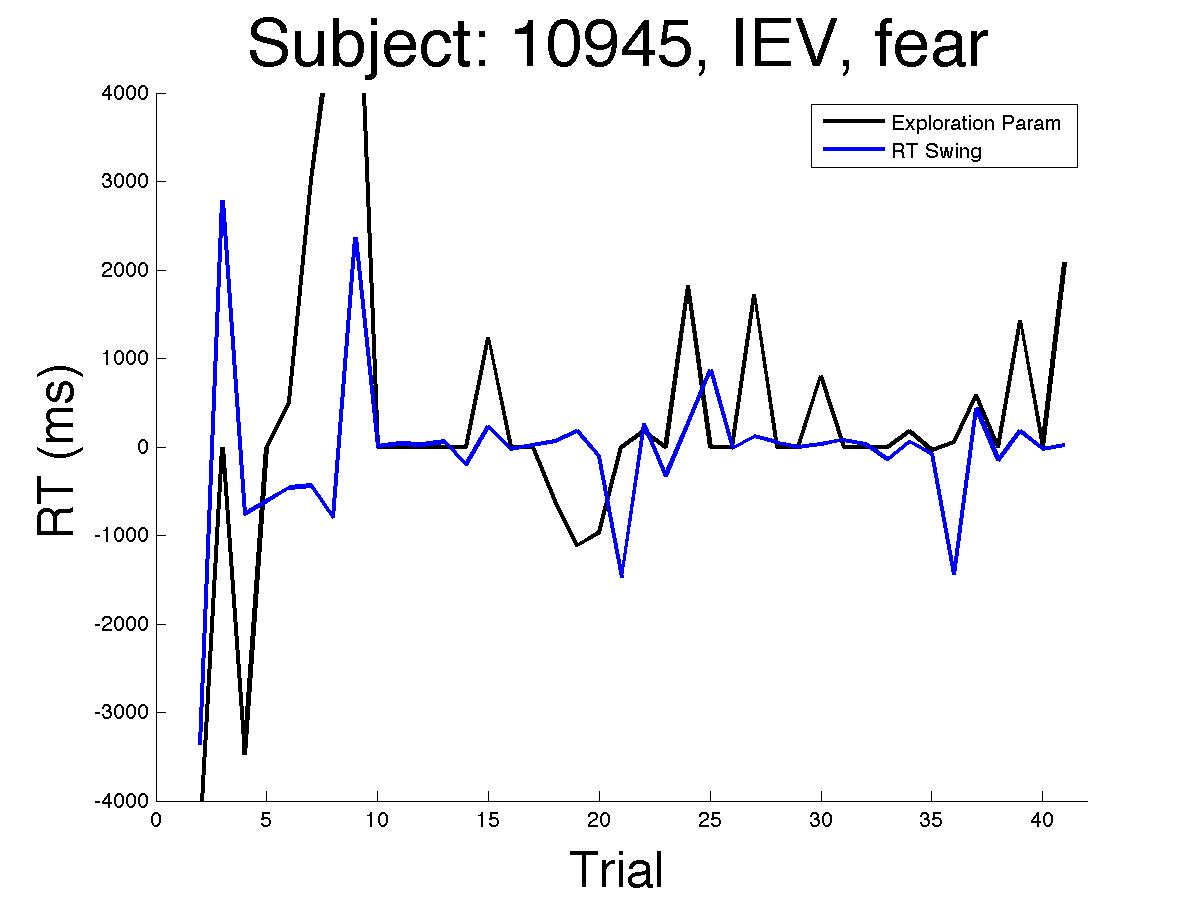 Subject: 10945, IEV, fear
Exploration Param
RT Swing
RT (ms)
4000
3000
2000
1000
0
-1000
-2000
-3000
-4000
0 5 10 15 20 25 30 35 40
Trial